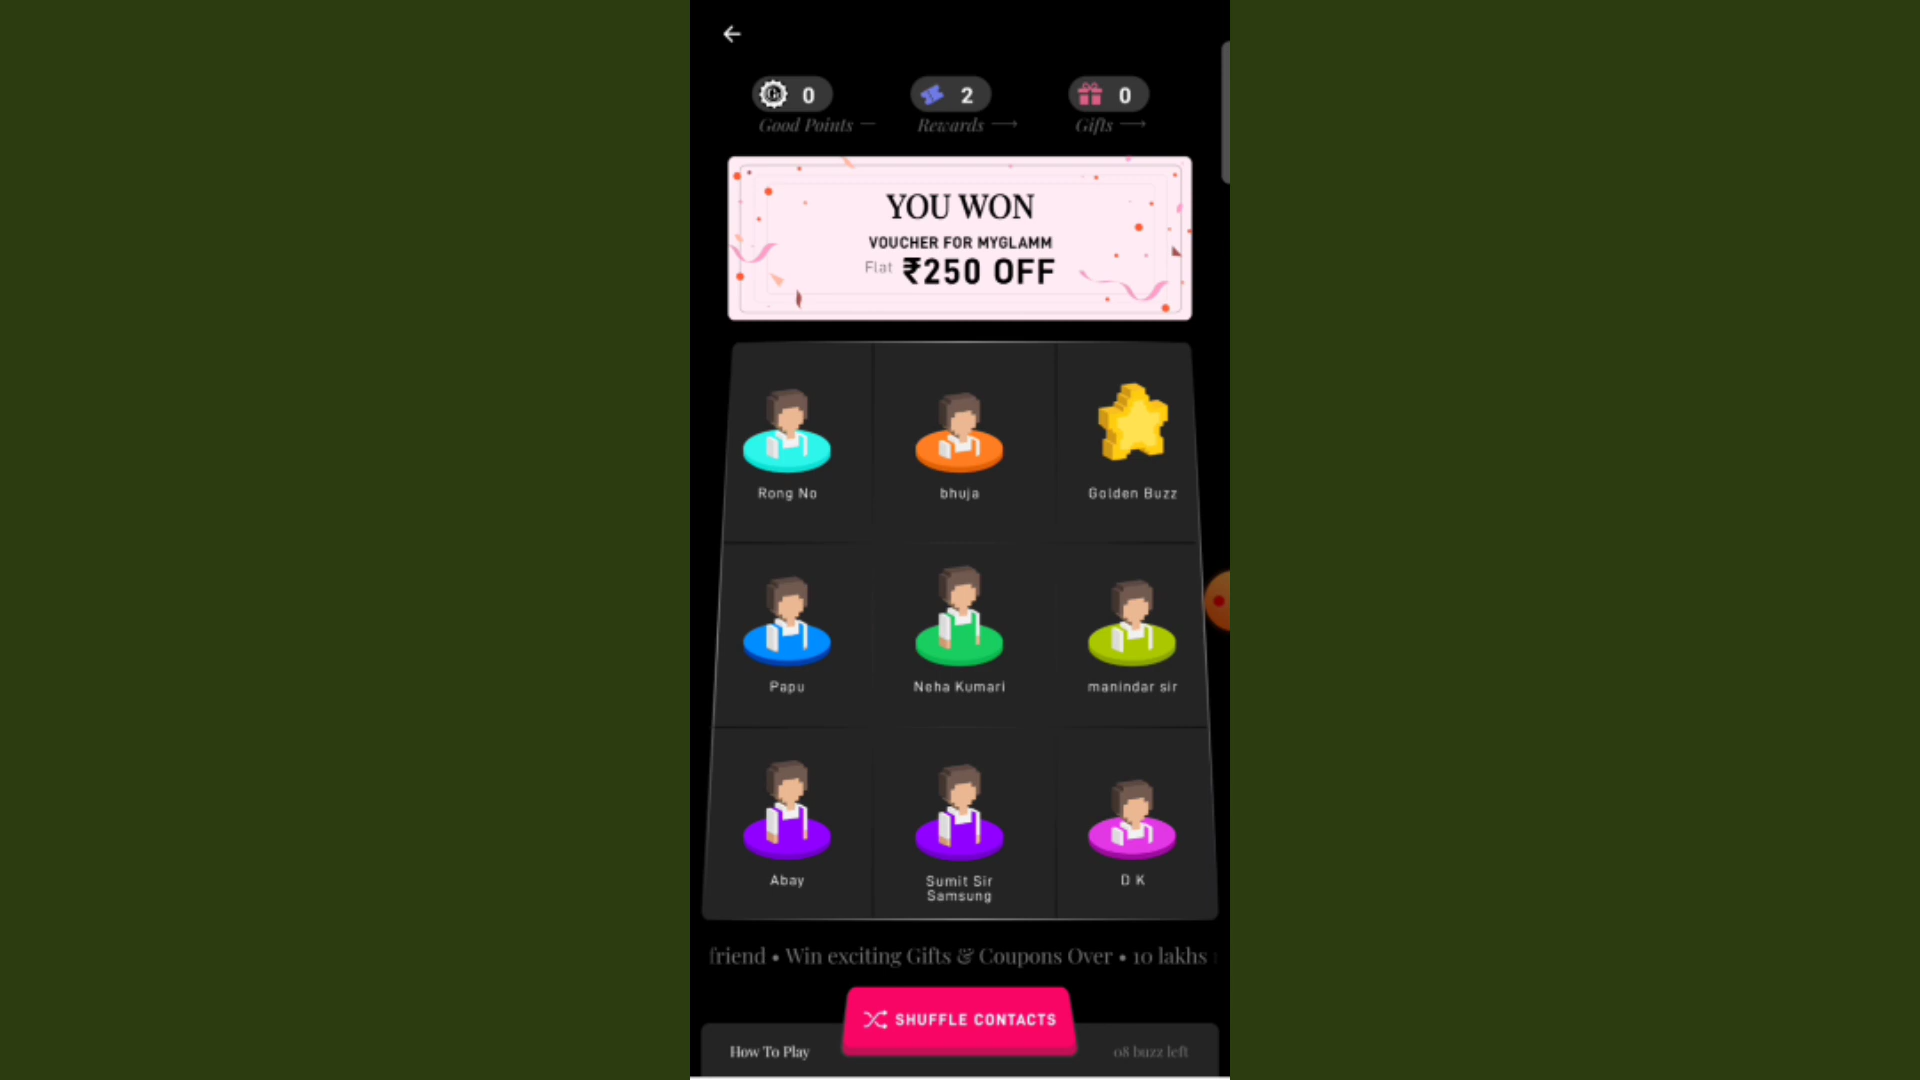 0 2 0
Good Points Rewards Gifts
YOU WON
VOUCHER FOR MYGLAMM
Flat ₹250 OFF
Rong No bhuja Golden Buzz
Papu Neha Kumari manindar sir
Abay Sumit Sir Samsung D K
friend • Win exciting Gifts & Coupons Over • 10 lakhs
SHUFFLE CONTACTS
How To Play 08 buzz left